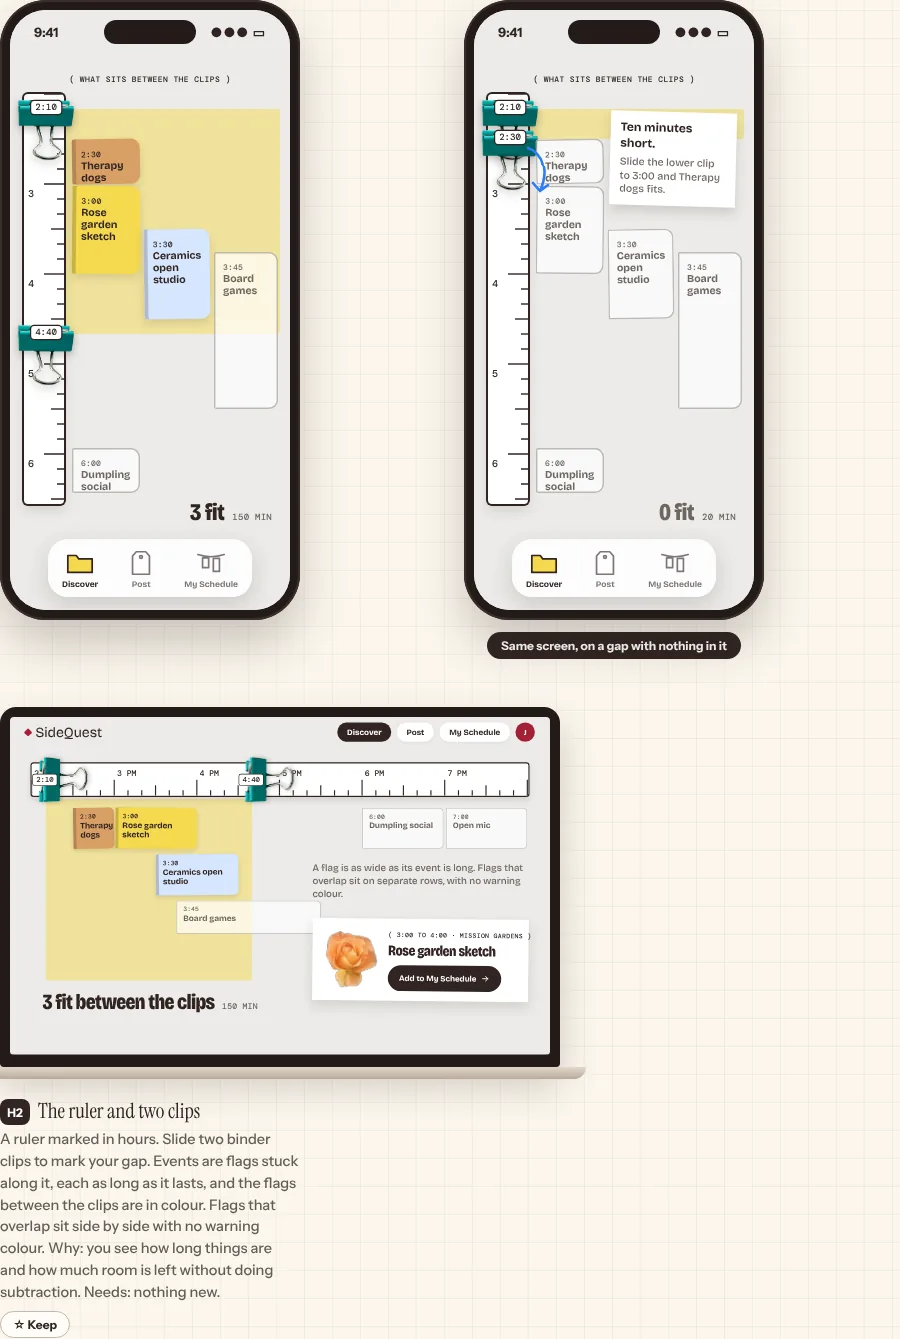 9:41
( WHAT SITS BETWEEN THE CLIPS )
2:10
2:30
Therapy
dogs
3
3:00
Rose
garden
sketch
3:30
Ceramics
open
studio
3:45
Board
games
4
4:40
5
6:00
6
Dumpling
social
3 fit 150 MIN
Discover Post My Schedule
9:41
( WHAT SITS BETWEEN THE CLIPS )
2:10
Ten minutes
short.
2:30
2:30
Therapy
dogs
Slide the lower clip
to 3:00 and Therapy
dogs fits.
3
3:00
Rose
garden
sketch
3:30
Ceramics
open
studio
3:45
Board
games
4
5
6:00
6
Dumpling
social
0 fit 20 MIN
Discover Post My Schedule
Same screen, on a gap with nothing in it
SideQuest
Discover Post My Schedule J
3 PM 4 PM 5 PM 6 PM 7 PM
2:10 4:40
2:30 3:00 6:00 7:00
Therapy Rose garden Dumpling social Open mic
dogs sketch
3:30
Ceramics open
studio
3:45
Board games
A flag is as wide as its event is long. Flags that
overlap sit on separate rows, with no warning
colour.
( 3:00 TO 4:00 · MISSION GARDENS )
Rose garden sketch
Add to My Schedule →
3 fit between the clips 150 MIN
H2 The ruler and two clips
A ruler marked in hours. Slide two binder
clips to mark your gap. Events are flags stuck
along it, each as long as it lasts, and the flags
between the clips are in colour. Flags that
overlap sit side by side with no warning
colour. Why: you see how long things are
and how much room is left without doing
subtraction. Needs: nothing new.
☆ Keep